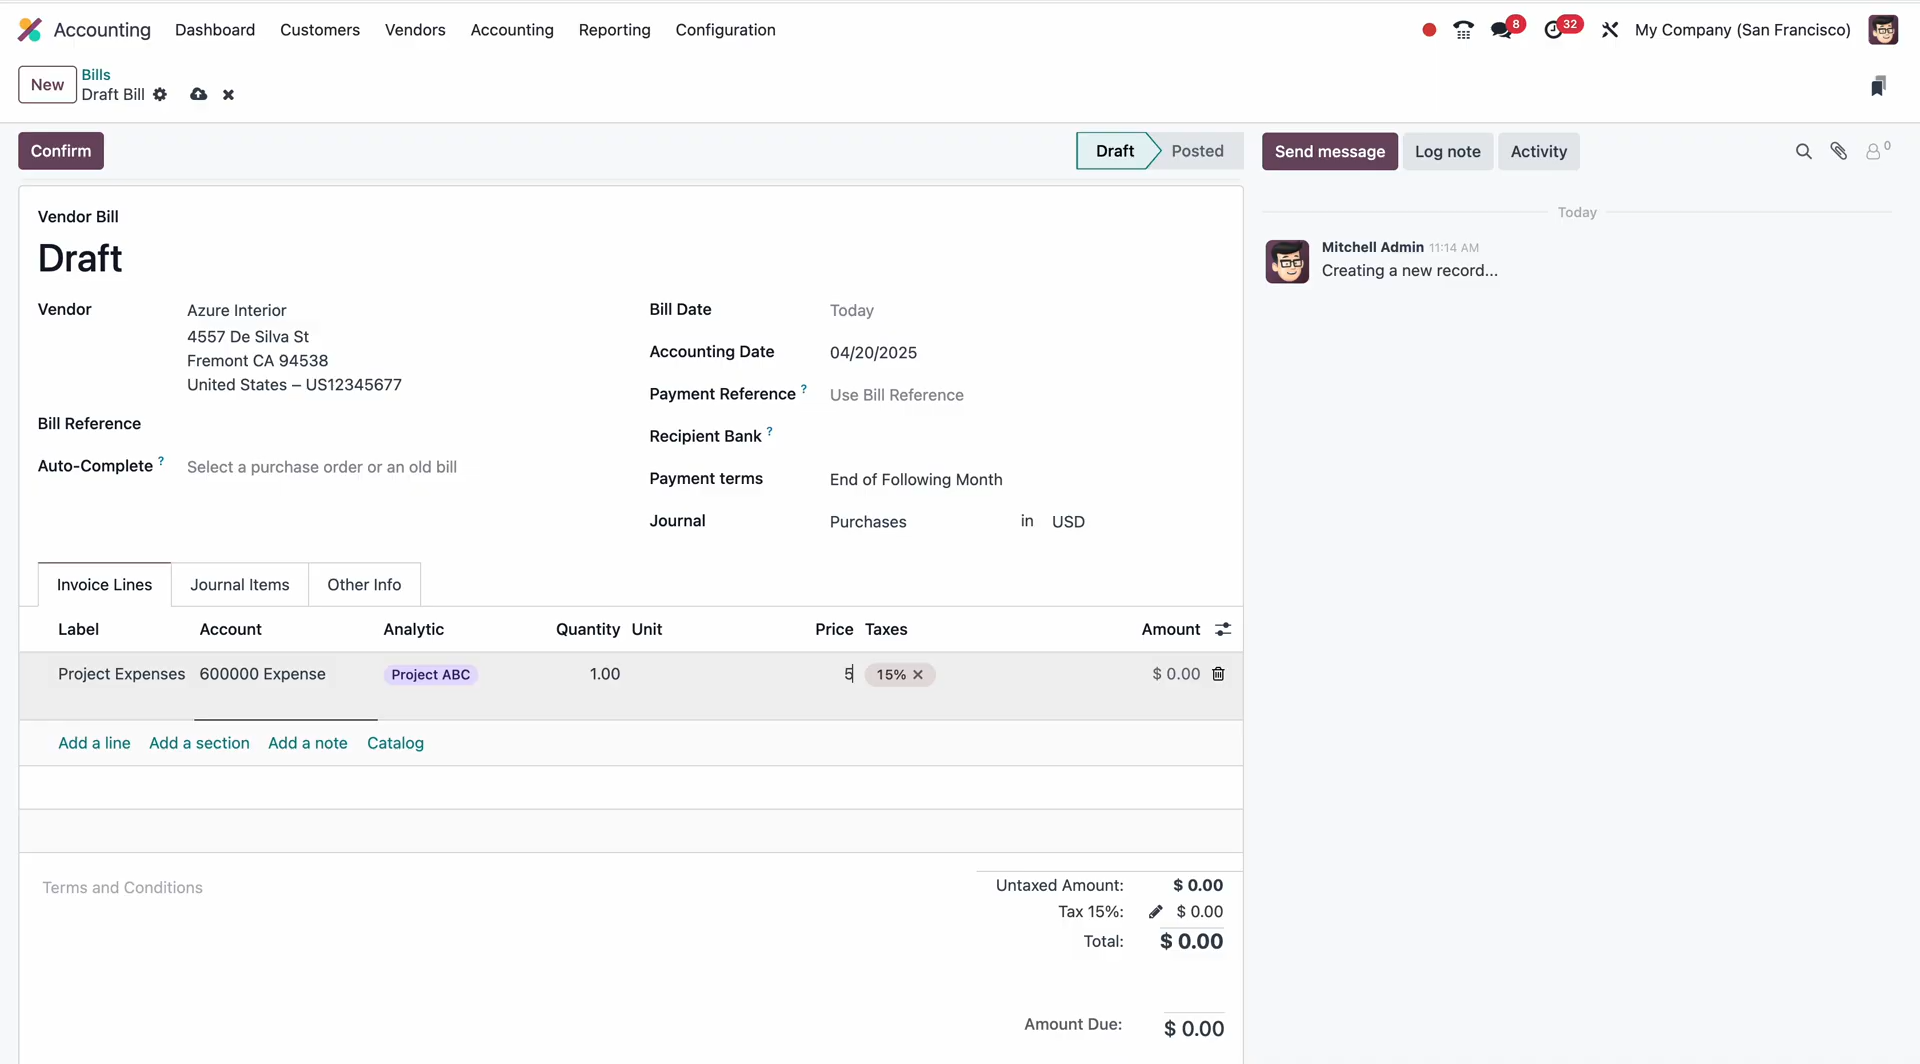 Accounting Dashboard Customers Vendors Accounting Reporting Configuration 8 32 My Company (San Francisco)
New Bills
Draft Bill
Confirm Draft Posted Send message Log note Activity 0
Today
Vendor Bill
Draft
Mitchell Admin 11:14 AM
Creating a new record...
Vendor Azure Interior
4557 De Silva St
Fremont CA 94538
United States – US12345677
Bill Reference
Auto-Complete ? Select a purchase order or an old bill
Bill Date Today
Accounting Date 04/20/2025
Payment Reference ? Use Bill Reference
Recipient Bank ?
Payment terms End of Following Month
Journal Purchases in USD
Invoice Lines Journal Items Other Info
Label Account Analytic Quantity Unit Price Taxes Amount
Project Expenses 600000 Expense Project ABC 1.00 5 15% $ 0.00
Add a line Add a section Add a note Catalog
Terms and Conditions
Untaxed Amount: $ 0.00
Tax 15%: $ 0.00
Total: $ 0.00
Amount Due: $ 0.00